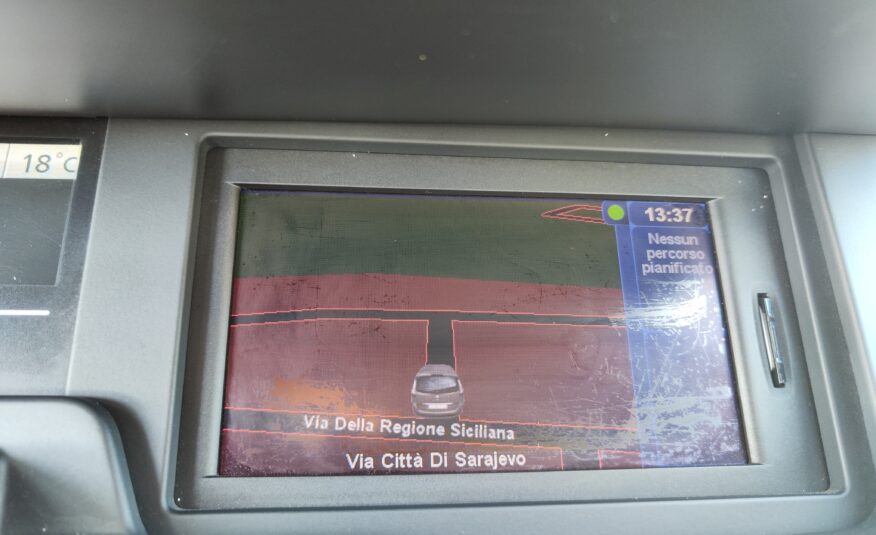 18°C
13:37
Nessun
percorso
pianificato
Via Della Regione Siciliana
Via Città Di Sarajevo